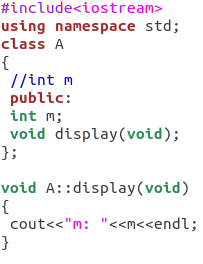 #include<iostream>
using namespace std;
class A
{
 //int m
 public:
 int m;
 void display(void);
};

void A::display(void)
{
 cout<<"m: "<<m<<endl;
}